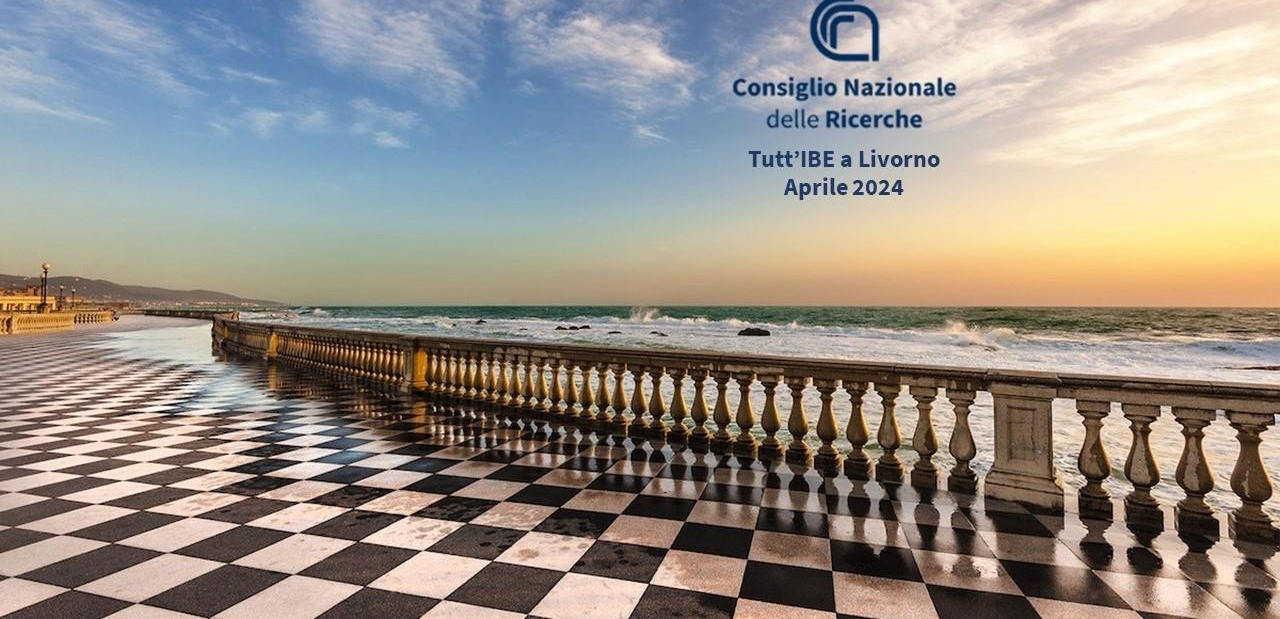 Consiglio Nazionale
delle Ricerche
Tutt'IBE a Livorno
Aprile 2024